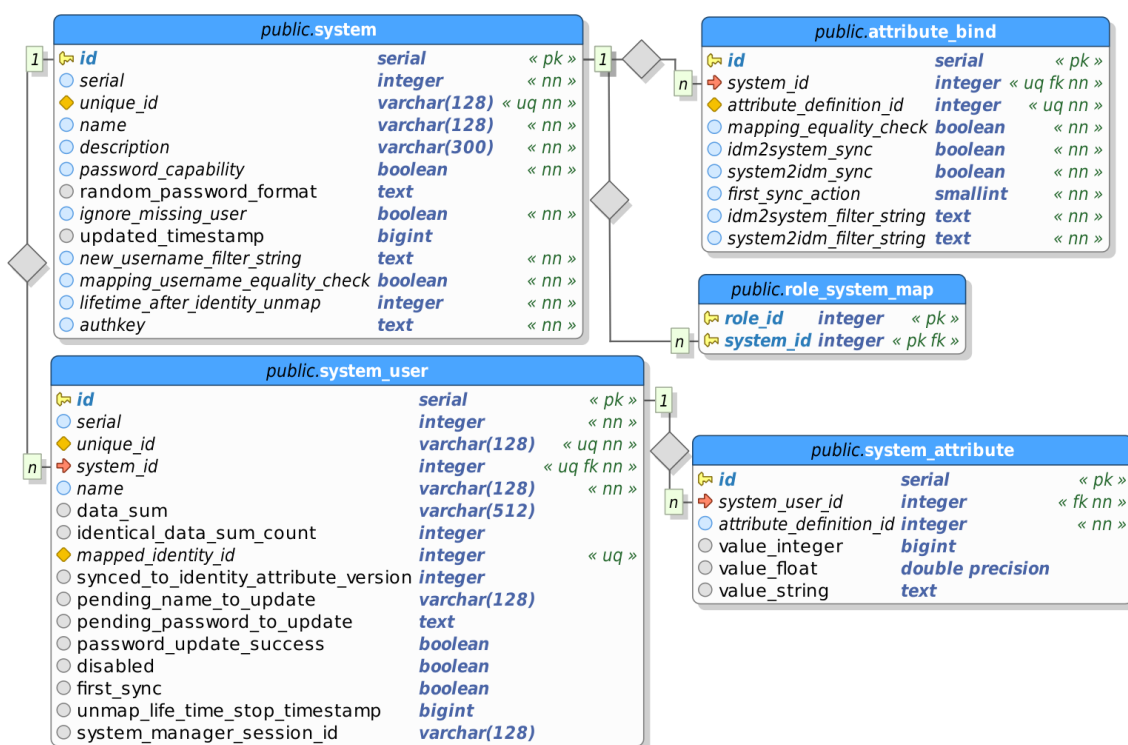 public.system
1 id serial « pk »
serial integer « nn »
unique_id varchar(128) « uq nn »
name varchar(128) « nn »
description varchar(300) « nn »
password_capability boolean « nn »
random_password_format text
ignore_missing_user boolean « nn »
updated_timestamp bigint
new_username_filter_string text « nn »
mapping_username_equality_check boolean « nn »
lifetime_after_identity_unmap integer « nn »
authkey text « nn »
1
public.attribute_bind
id serial « pk »
n system_id integer « uq fk nn »
attribute_definition_id integer « uq nn »
mapping_equality_check boolean « nn »
idm2system_sync boolean « nn »
system2idm_sync boolean « nn »
first_sync_action smallint « nn »
idm2system_filter_string text « nn »
system2idm_filter_string text « nn »
public.role_system_map
role_id integer « pk »
n system_id integer « pk fk »
public.system_user
id serial « pk » 1
serial integer « nn »
unique_id varchar(128) « uq nn »
n system_id integer « uq fk nn »
name varchar(128) « nn »
data_sum varchar(512)
identical_data_sum_count integer
mapped_identity_id integer « uq »
synced_to_identity_attribute_version integer
pending_name_to_update varchar(128)
pending_password_to_update text
password_update_success boolean
disabled boolean
first_sync boolean
unmap_life_time_stop_timestamp bigint
system_manager_session_id varchar(128)
public.system_attribute
id serial « pk »
n system_user_id integer « fk nn »
attribute_definition_id integer « nn »
value_integer bigint
value_float double precision
value_string text